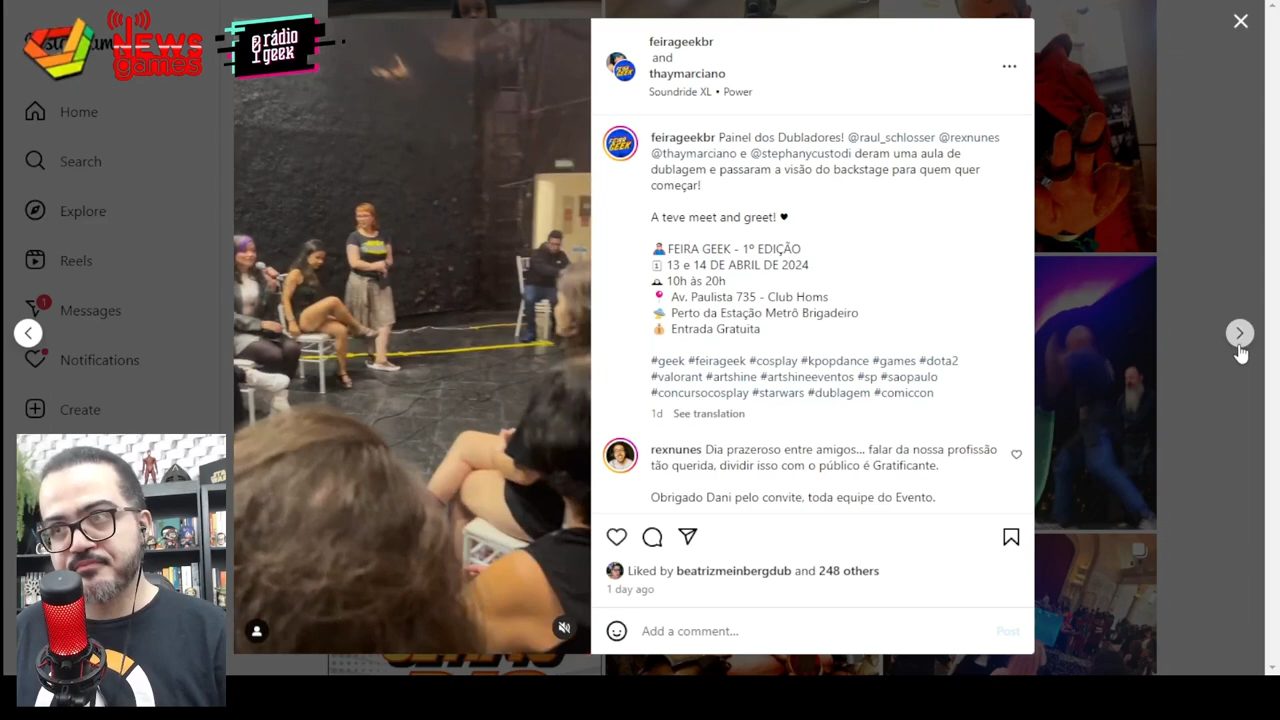 NEWS
games
rádio
geek
Home
Search
Explore
Reels
1
Messages
Notifications
Create
feirageekbr
and
thaymarciano
Soundride XL • Power
feirageekbr Painel dos Dubladores! @raul_schlosser @rexnunes
@thaymarciano e @stephanycustodi deram uma aula de
dublagem e passaram a visão do backstage para quem quer
começar!
A teve meet and greet! ♥
FEIRA GEEK - 1º EDIÇÃO
13 e 14 DE ABRIL DE 2024
10h às 20h
Av. Paulista 735 - Club Homs
Perto da Estação Metrô Brigadeiro
Entrada Gratuita
#geek #feirageek #cosplay #kpopdance #games #dota2
#valorant #artshine #artshineeventos #sp #saopaulo
#concursocosplay #starwars #dublagem #comiccon
1d See translation
rexnunes Dia prazeroso entre amigos... falar da nossa profissão
tão querida, dividir isso com o público é Gratificante.
Obrigado Dani pelo convite, toda equipe do Evento.
Liked by beatrizmeinbergdub and 248 others
1 day ago
Add a comment...
Post